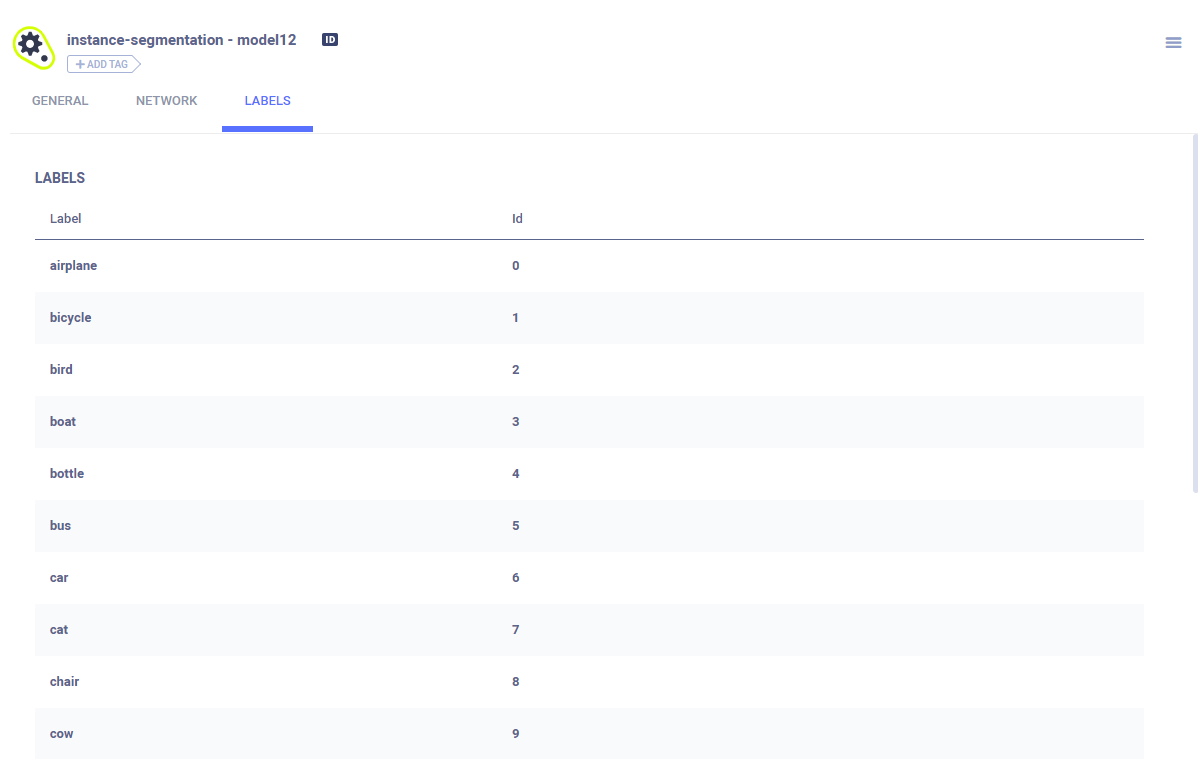 instance-segmentation - model12 ID
+ ADD TAG
GENERAL NETWORK LABELS
LABELS
Label Id
airplane 0
bicycle 1
bird 2
boat 3
bottle 4
bus 5
car 6
cat 7
chair 8
cow 9